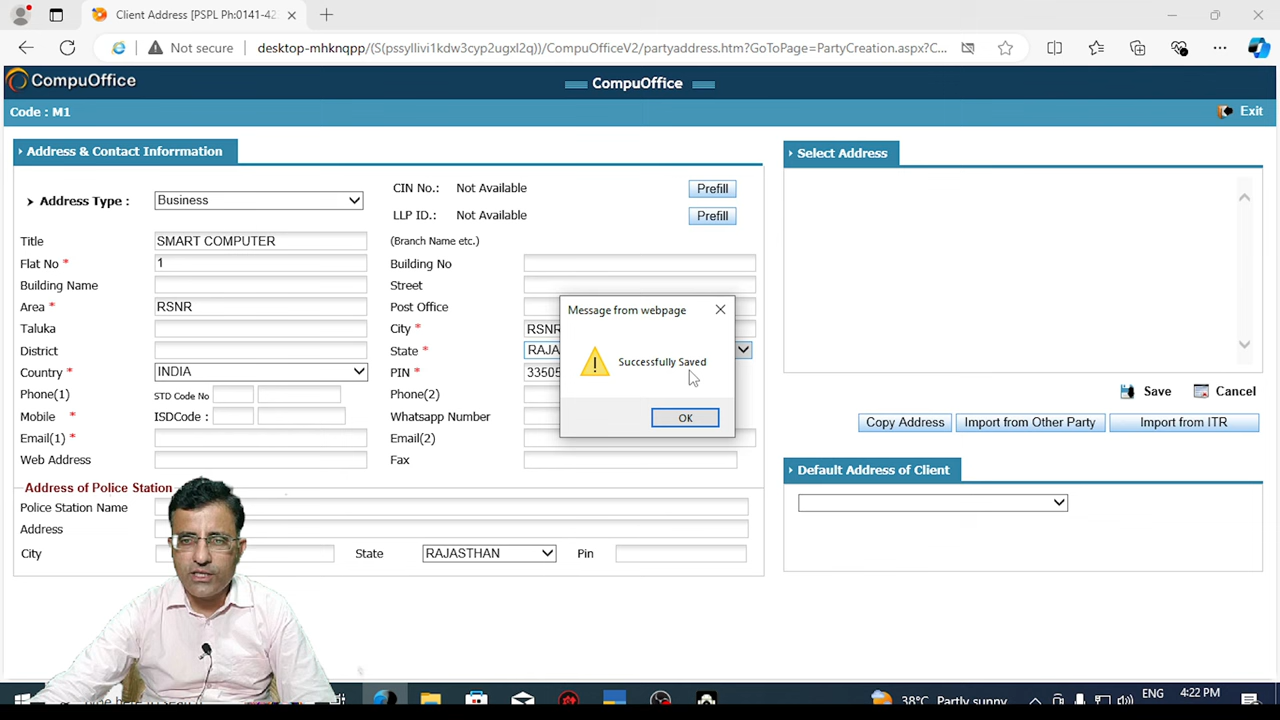 Client Address [PSPL Ph:0141-42
Not secure
desktop-mhknqpp/(S(pssyllivi1kdw3cyp2ugxl2q))/CompuOfficeV2/partyaddress.htm?GoToPage=PartyCreation.aspx?C...
CompuOffice
CompuOffice
Code : M1
Exit
Address & Contact Inforrmation
Select Address
Address Type :
Business
CIN No.: Not Available
Prefill
LLP ID.: Not Available
Prefill
Title SMART COMPUTER (Branch Name etc.)
Flat No * 1 Building No
Building Name Street
Area * RSNR Post Office
Taluka City * RSNR
District State * RAJA
Country * INDIA PIN * 33505
Phone(1) STD Code No Phone(2)
Mobile * ISDCode : Whatsapp Number
Email(1) * Email(2)
Web Address Fax
Message from webpage
Successfully Saved
OK
Save Cancel
Copy Address Import from Other Party Import from ITR
Default Address of Client
Address of Police Station
Police Station Name
Address
City State RAJASTHAN Pin
38°C Partly sunny
ENG
4:22 PM